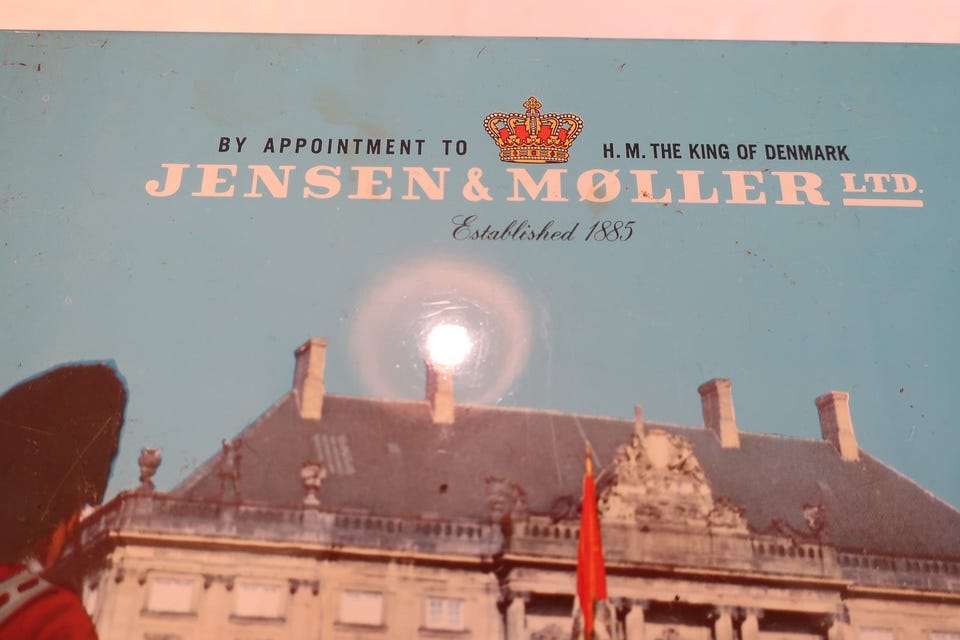 BY APPOINTMENT TO H. M. THE KING OF DENMARK
JENSEN & MØLLER LTD.
Established 1885